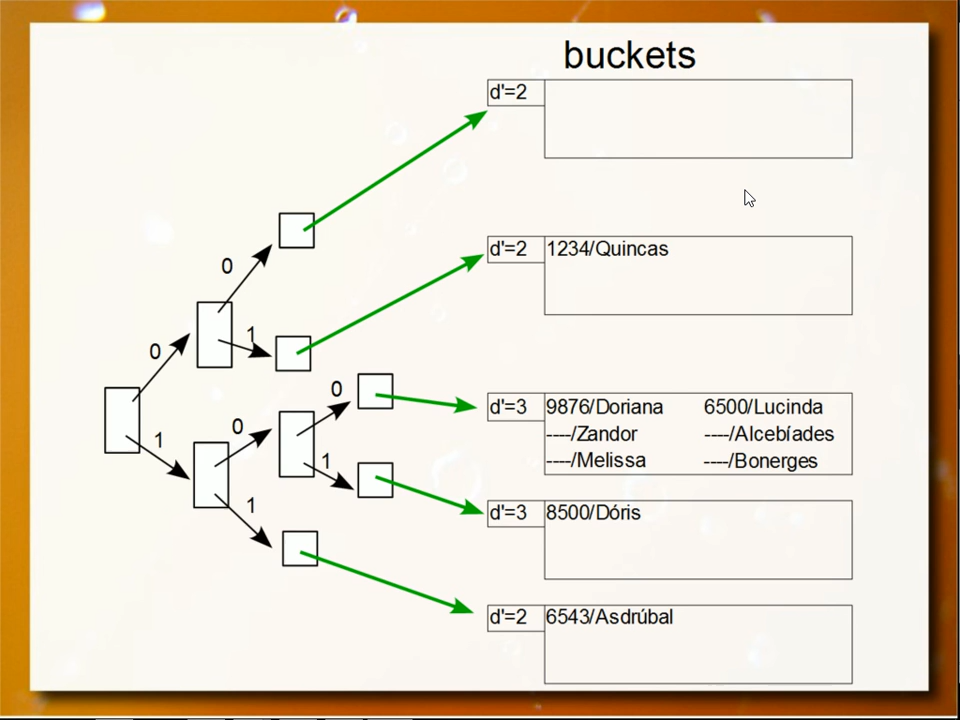 buckets
d'=2
0
d'=2 1234/Quincas
0 1
0
d'=3 9876/Doriana 6500/Lucinda
----/Zandor ----/Alcebíades
----/Melissa ----/Bonerges
1 0
1
d'=3 8500/Dóris
1
d'=2 6543/Asdrúbal